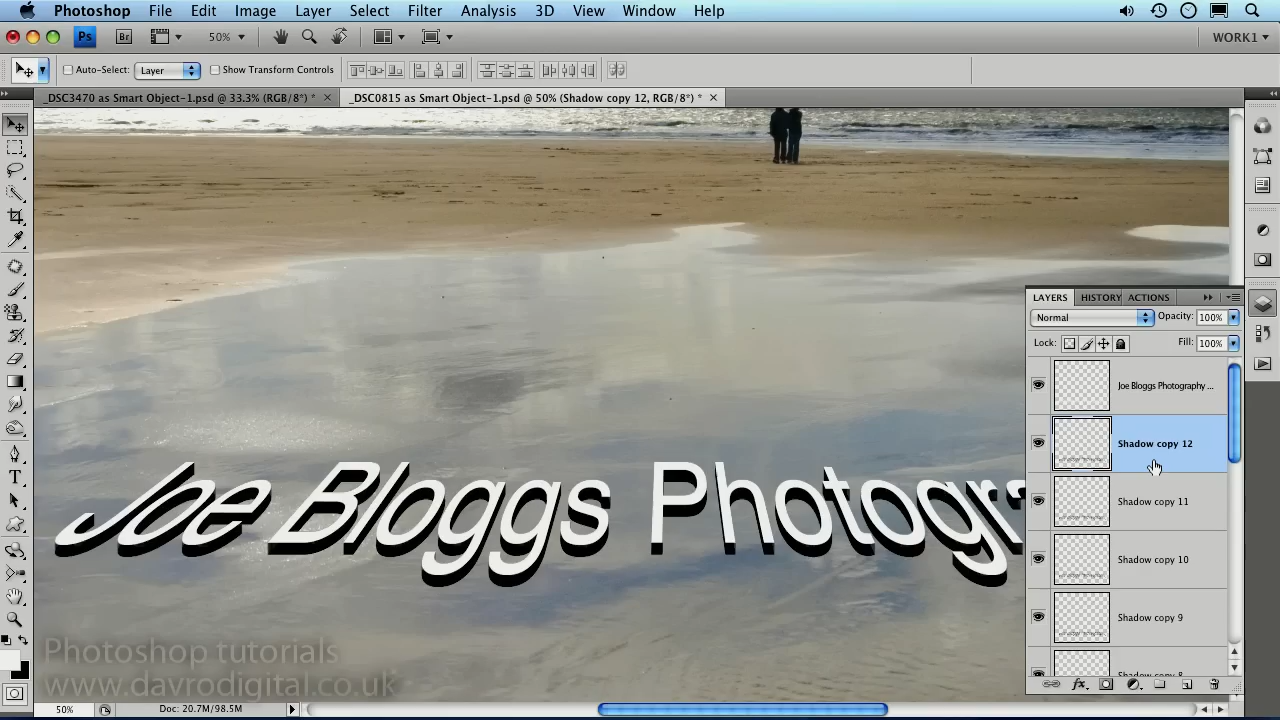 Photoshop File Edit Image Layer Select Filter Analysis 3D View Window Help
Ps Br 50% WORK1
Auto-Select: Layer Show Transform Controls
_DSC3470 as Smart Object-1.psd @ 33.3% (RGB/8*) * _DSC0815 as Smart Object-1.psd @ 50% (Shadow copy 12, RGB/8*) *
LAYERS HISTORY ACTIONS
Normal Opacity: 100%
Lock: Fill: 100%
Joe Bloggs Photography ...
Shadow copy 12
Shadow copy 11
Shadow copy 10
Shadow copy 9
Joe Bloggs Photogr
Photoshop tutorials
www.davrodigital.co.uk
50% Doc: 20.7M/98.5M